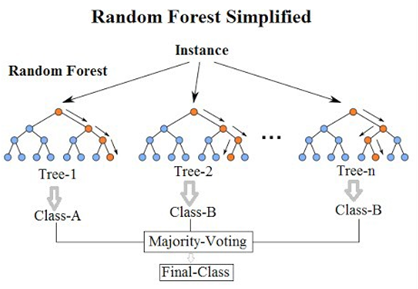 Random Forest Simplified
Instance
Random Forest
...
Tree-1 Tree-2 Tree-n
Class-A Class-B Class-B
Majority-Voting
Final-Class